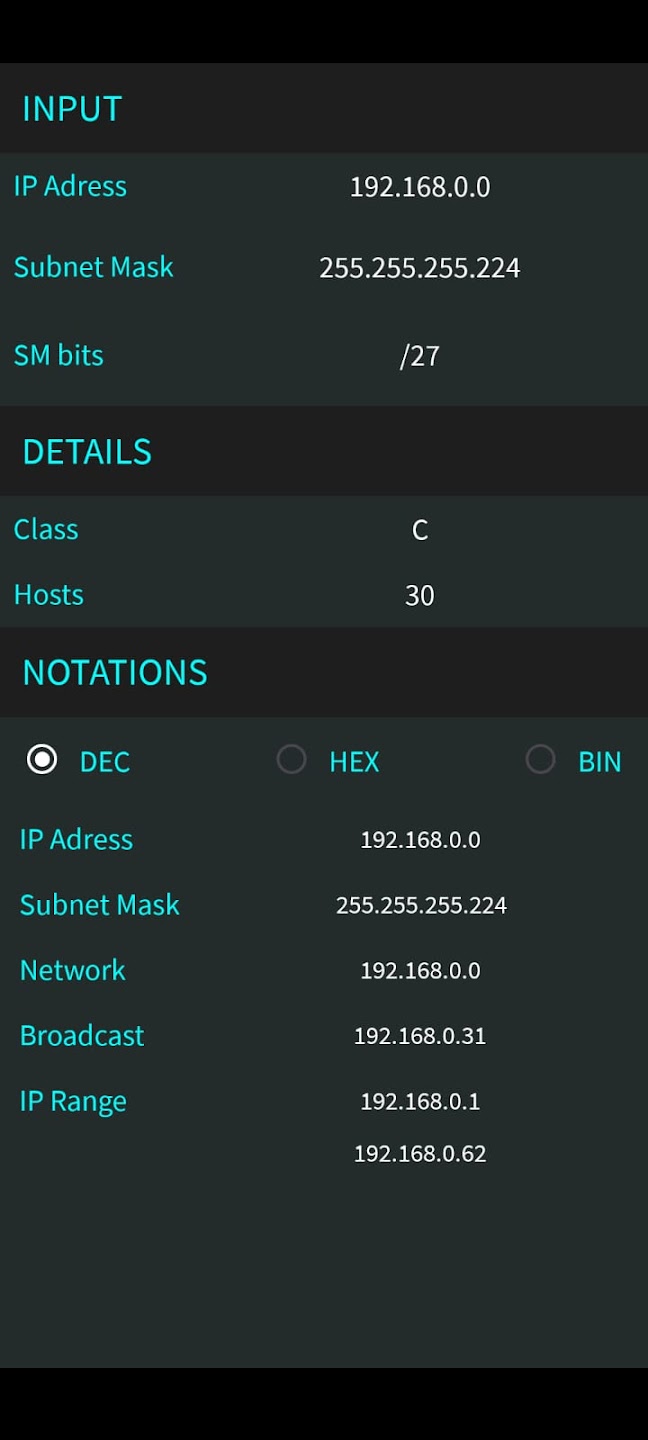 INPUT
IP Adress 192.168.0.0
Subnet Mask 255.255.255.224
SM bits /27
DETAILS
Class C
Hosts 30
NOTATIONS
DEC HEX BIN
IP Adress 192.168.0.0
Subnet Mask 255.255.255.224
Network 192.168.0.0
Broadcast 192.168.0.31
IP Range 192.168.0.1
192.168.0.62